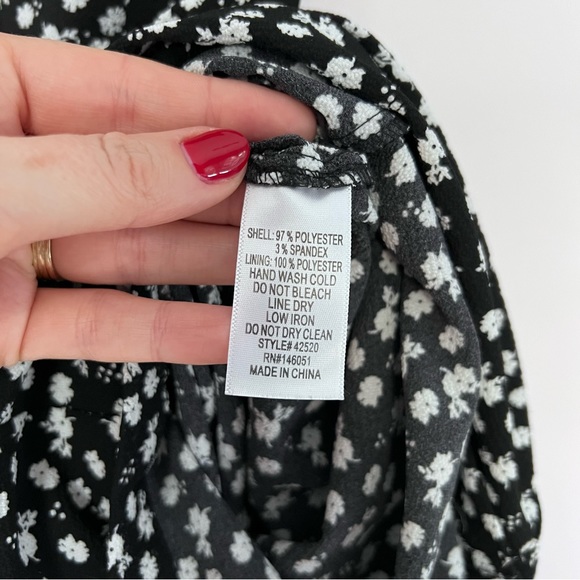 SHELL: 97% POLYESTER
3% SPANDEX
LINING: 100% POLYESTER
HAND WASH COLD
DO NOT BLEACH
LINE DRY
LOW IRON
DO NOT DRY CLEAN
STYLE# 42520
RN#146051
MADE IN CHINA